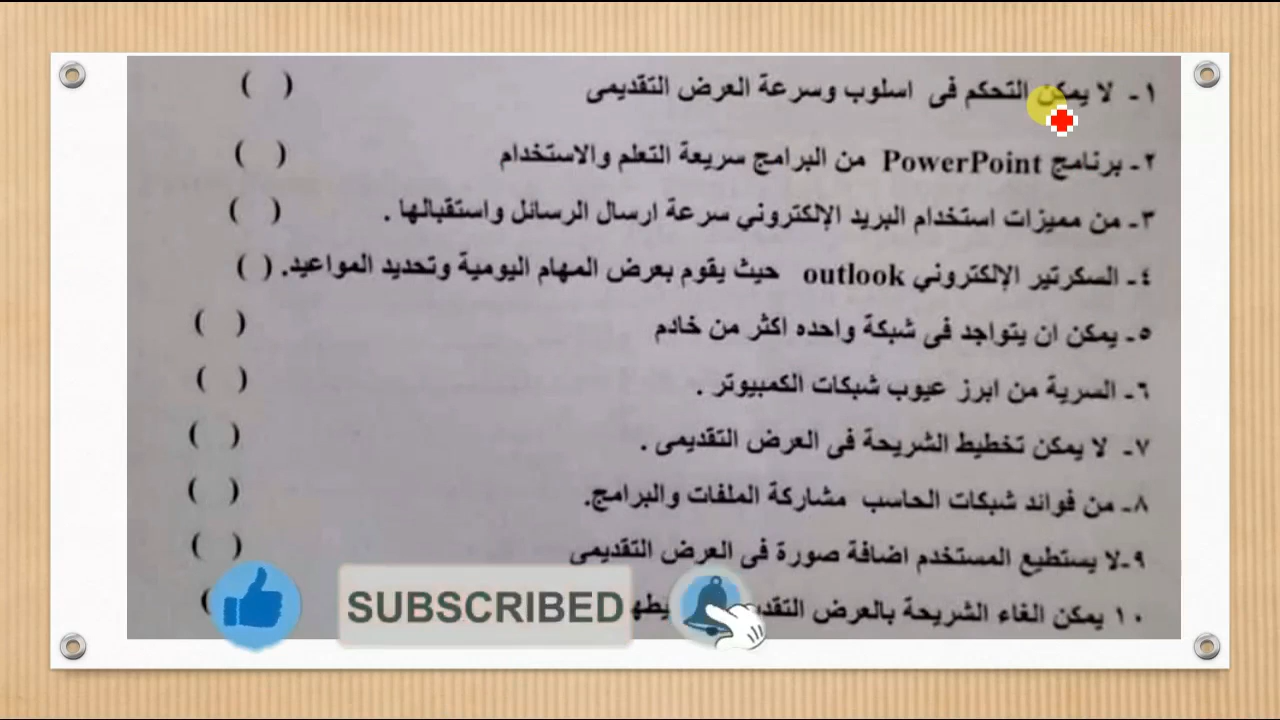 ١- لا يمكن التحكم فى اسلوب وسرعة العرض التقديمى ( )
٢- برنامج PowerPoint من البرامج سريعة التعلم والاستخدام ( )
٣- من مميزات استخدام البريد الإلكتروني سرعة ارسال الرسائل واستقبالها . ( )
٤- السكرتير الإلكتروني outlook حيث يقوم بعرض المهام اليومية وتحديد المواعيد. ( )
٥- يمكن ان يتواجد فى شبكة واحده اكثر من خادم ( )
٦- السرية من ابرز عيوب شبكات الكمبيوتر . ( )
٧- لا يمكن تخطيط الشريحة فى العرض التقديمى . ( )
٨- من فوائد شبكات الحاسب مشاركة الملفات والبرامج. ( )
٩- لا يستطيع المستخدم اضافة صورة فى العرض التقديمى ( )
١٠ يمكن الغاء الشريحة بالعرض
SUBSCRIBED